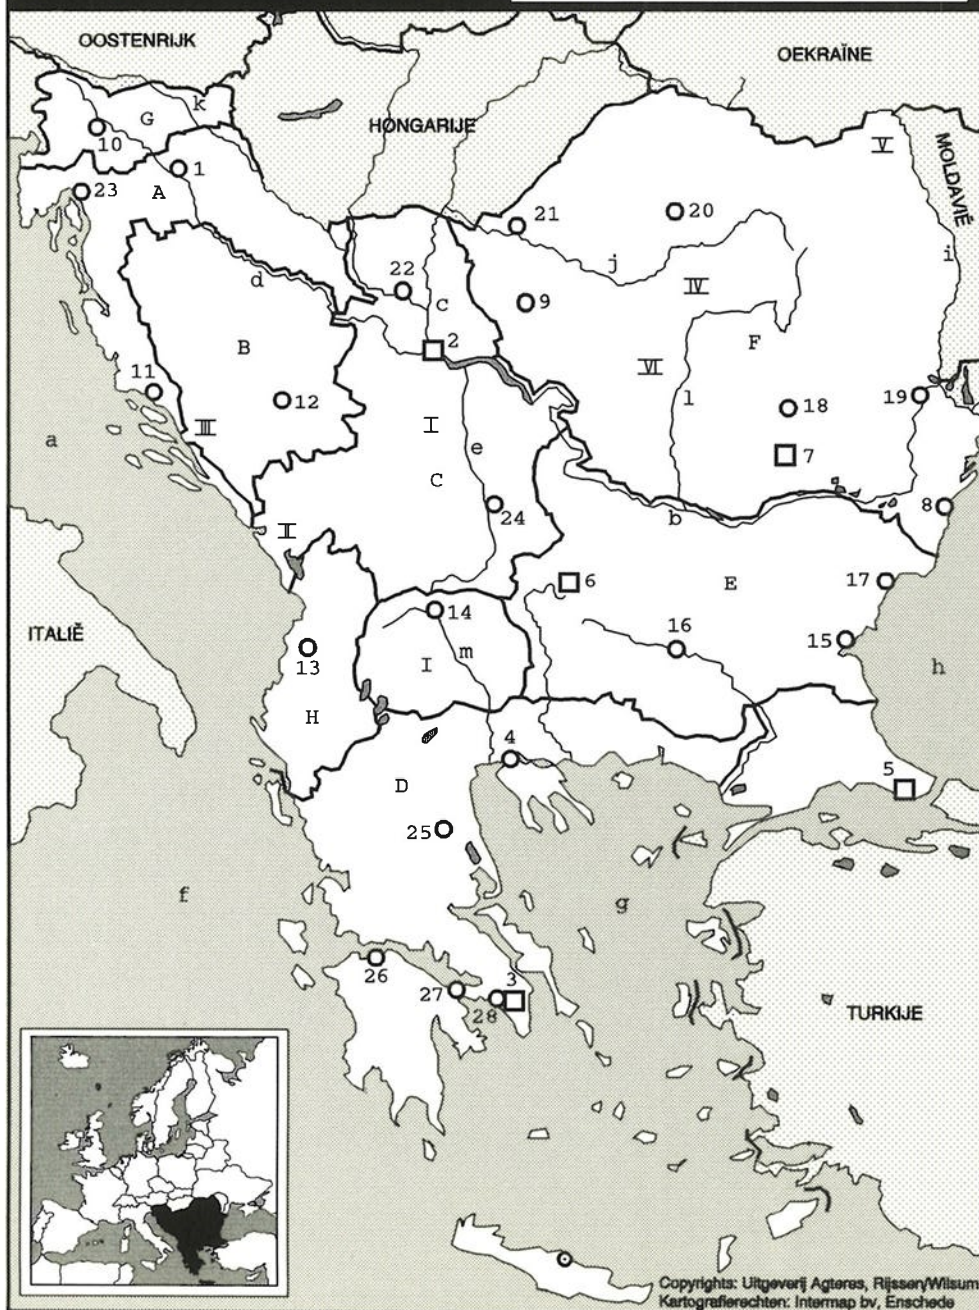 OOSTENRIJK
OEKRAÏNE
k
G
HONGARIJE
V
10
1
MOLDAVIË
23
A
21
20
i
d
j
22
c
9
IV
B
2
F
VI
11
12
l
18
19
III
I
a
e
7
C
24
b
8
II
6
E
17
14
16
ITALIË
13
I
m
15
h
H
4
5
D
25
f
g
26
3
27
28
TURKIJE
Copyrights: Uitgeverij Agteres, Rijssen/Wilsum
Kartografierechten: Intermap bv, Enschede